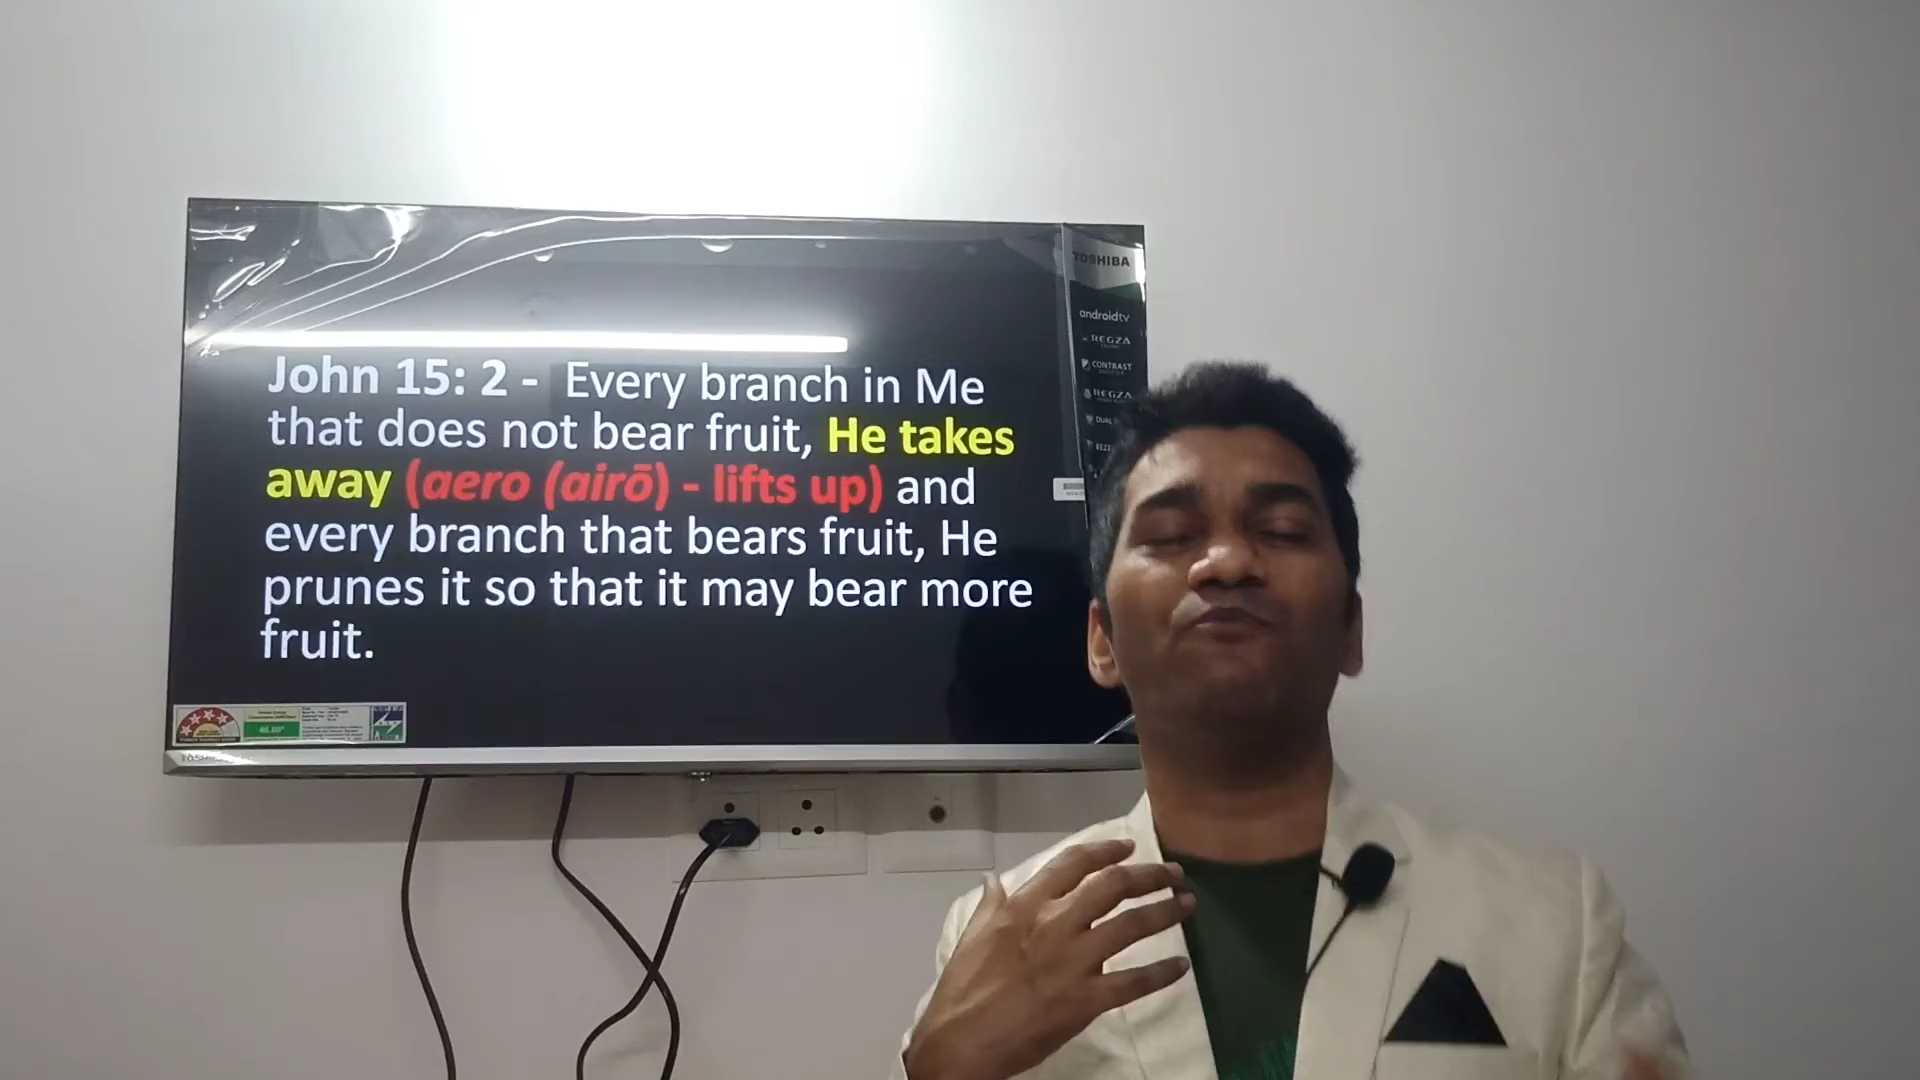 TOSHIBA
androidtv
REGZA
CONTRAST
REGZA
John 15: 2 - Every branch in Me
that does not bear fruit, He takes
away (aero (airō) - lifts up) and
every branch that bears fruit, He
prunes it so that it may bear more
fruit.